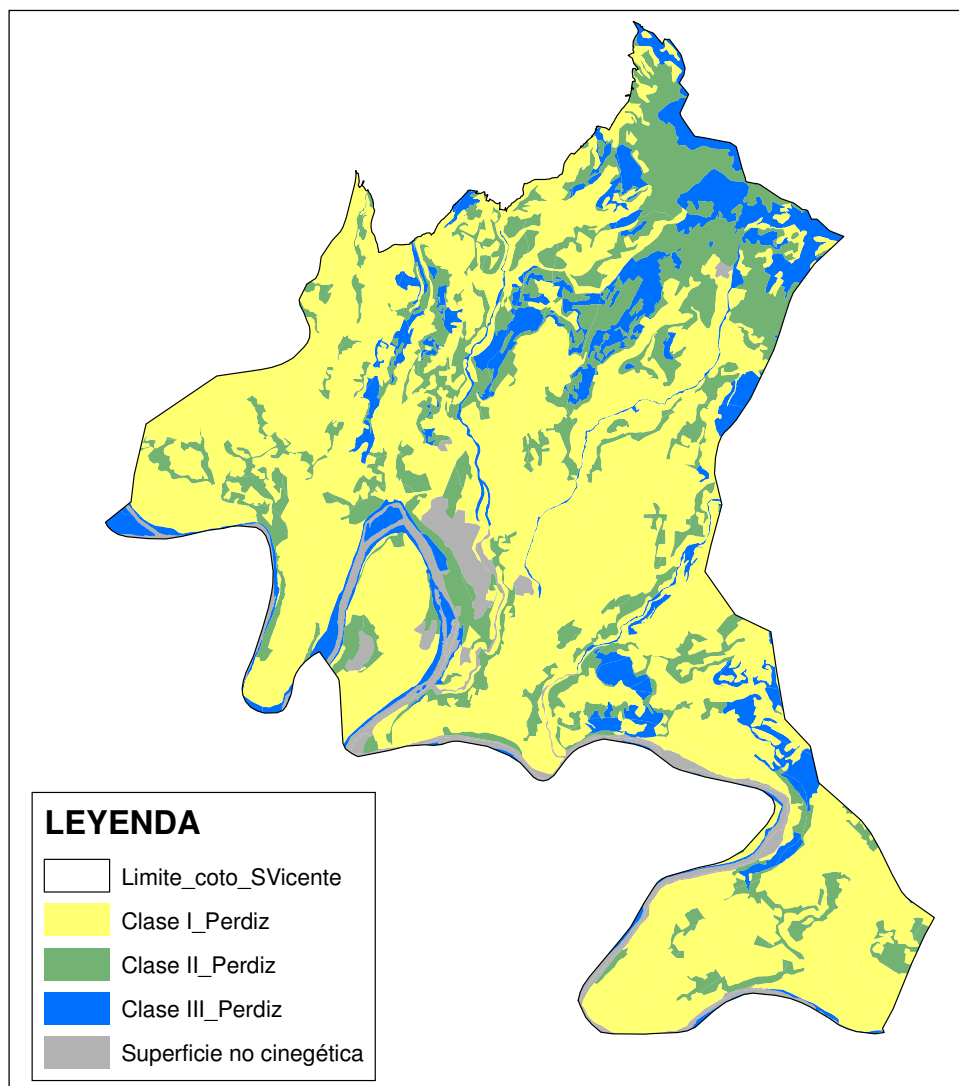 LEYENDA
Limite_coto_SVicente
Clase I_Perdiz
Clase II_Perdiz
Clase III_Perdiz
Superficie no cinegética